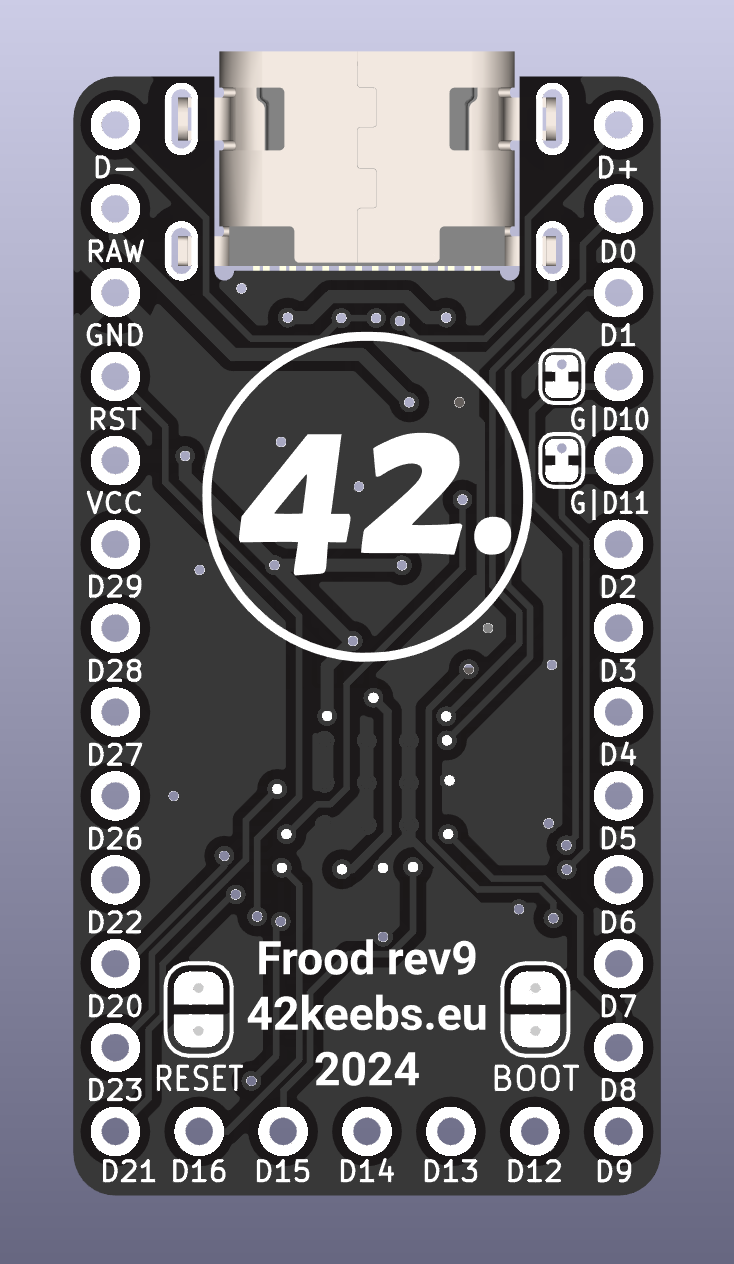 D- D+
RAW D0
GND D1
RST G|D10
VCC G|D11
42.
D29 D2
D28 D3
D27 D4
D26 D5
D22 D6
Frood rev9
D20 42keebs.eu D7
2024
D23 RESET BOOT D8
D21 D16 D15 D14 D13 D12 D9